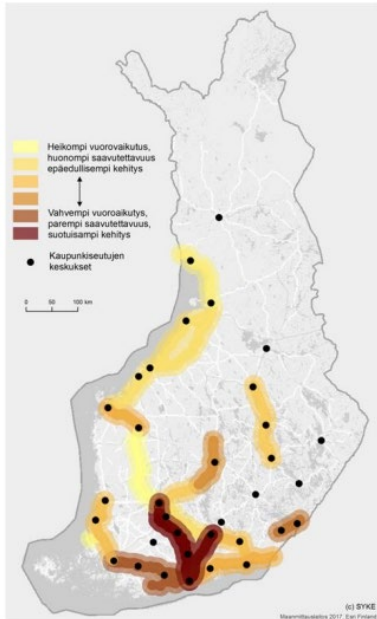 Heikompi vuorovaikutus,
huonompi saavutettavuus
epäedullisempi kehitys
Vahvempi vuoroaikutus,
parempi saavutettavuus,
suotuisampi kehitys
Kaupunkiseutujen
keskukset
0 50 100 km
(c) SYKE
Maanmittauslaitos 2017, Esri Finland